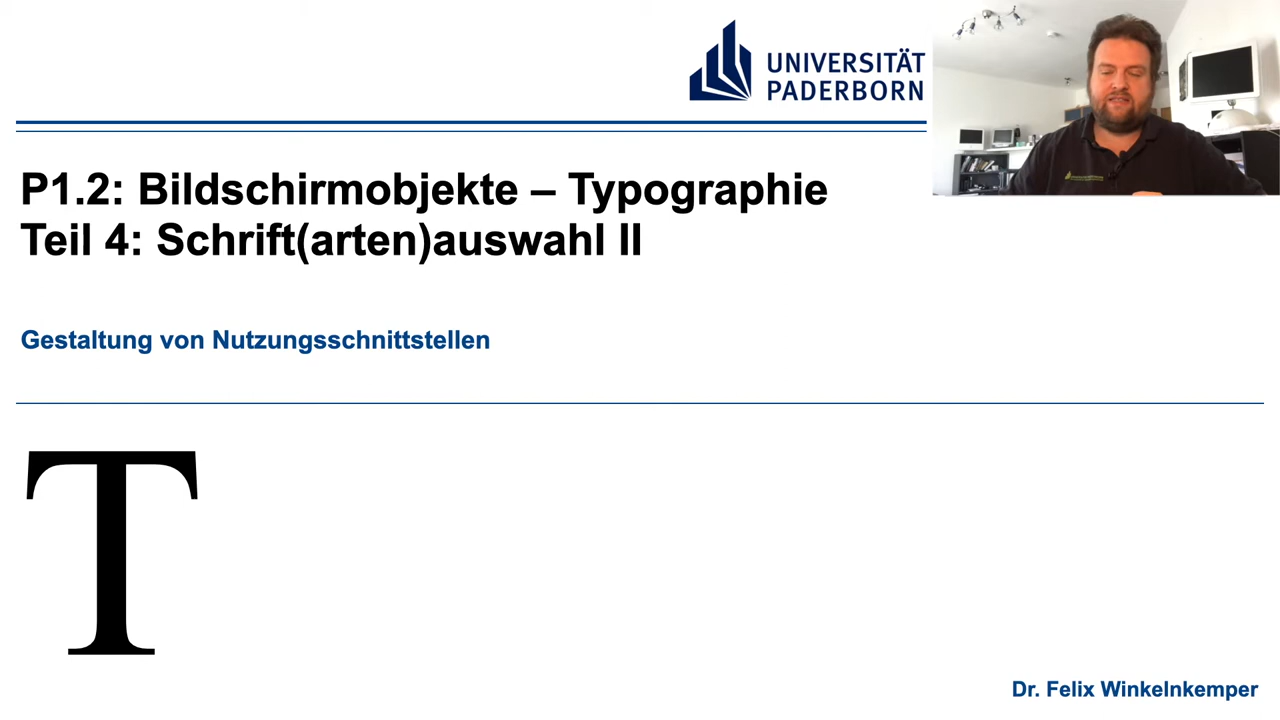 UNIVERSITÄT
PADERBORN
P1.2: Bildschirmobjekte – Typographie
Teil 4: Schrift(arten)auswahl II
Gestaltung von Nutzungsschnittstellen
T
Dr. Felix Winkelnkemper